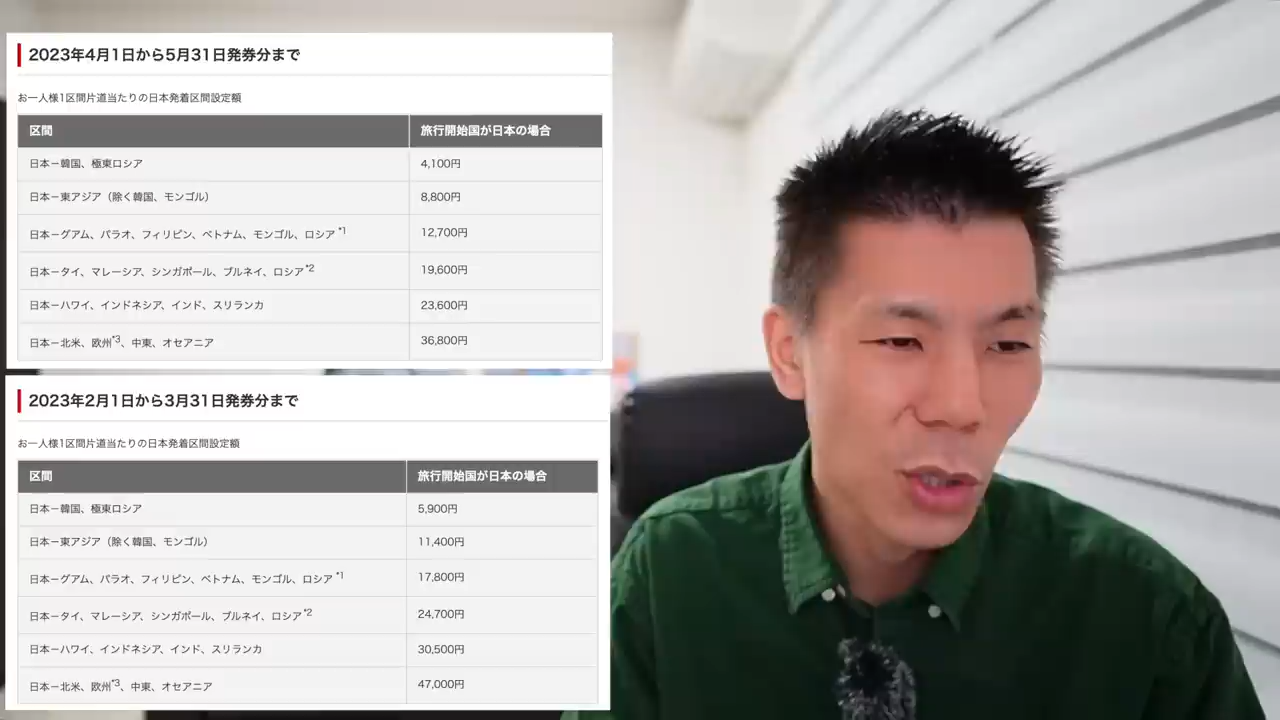 2023年4月1日から5月31日発券分まで
お一人様1区間片道当たりの日本発着区間設定額
区間 旅行開始国が日本の場合
日本ー韓国、極東ロシア 4,100円
日本ー東アジア（除く韓国、モンゴル） 8,800円
日本ーグアム、パラオ、フィリピン、ベトナム、モンゴル、ロシア *1 12,700円
日本ータイ、マレーシア、シンガポール、ブルネイ、ロシア *2 19,600円
日本ーハワイ、インドネシア、インド、スリランカ 23,600円
日本ー北米、欧州*3、中東、オセアニア 36,800円
2023年2月1日から3月31日発券分まで
お一人様1区間片道当たりの日本発着区間設定額
区間 旅行開始国が日本の場合
日本ー韓国、極東ロシア 5,900円
日本ー東アジア（除く韓国、モンゴル） 11,400円
日本ーグアム、パラオ、フィリピン、ベトナム、モンゴル、ロシア *1 17,800円
日本ータイ、マレーシア、シンガポール、ブルネイ、ロシア *2 24,700円
日本ーハワイ、インドネシア、インド、スリランカ 30,500円
日本ー北米、欧州*3、中東、オセアニア 47,000円